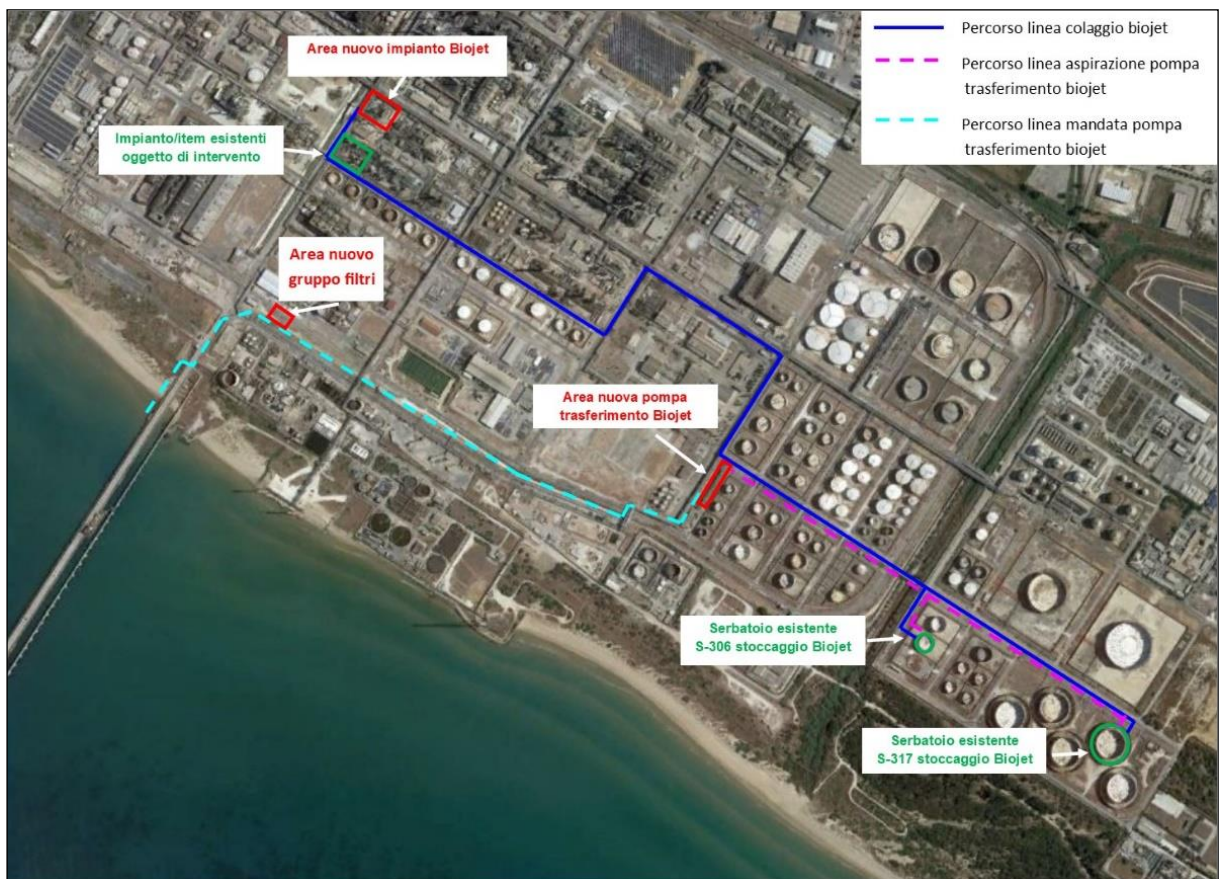 Area nuovo impianto Biojet
Impianto/item esistenti
oggetto di intervento
Area nuovo
gruppo filtri
Area nuova pompa
trasferimento Biojet
Serbatoio esistente
S-306 stoccaggio Biojet
Serbatoio esistente
S-317 stoccaggio Biojet
Percorso linea colaggio biojet
Percorso linea aspirazione pompa
trasferimento biojet
Percorso linea mandata pompa
trasferimento biojet